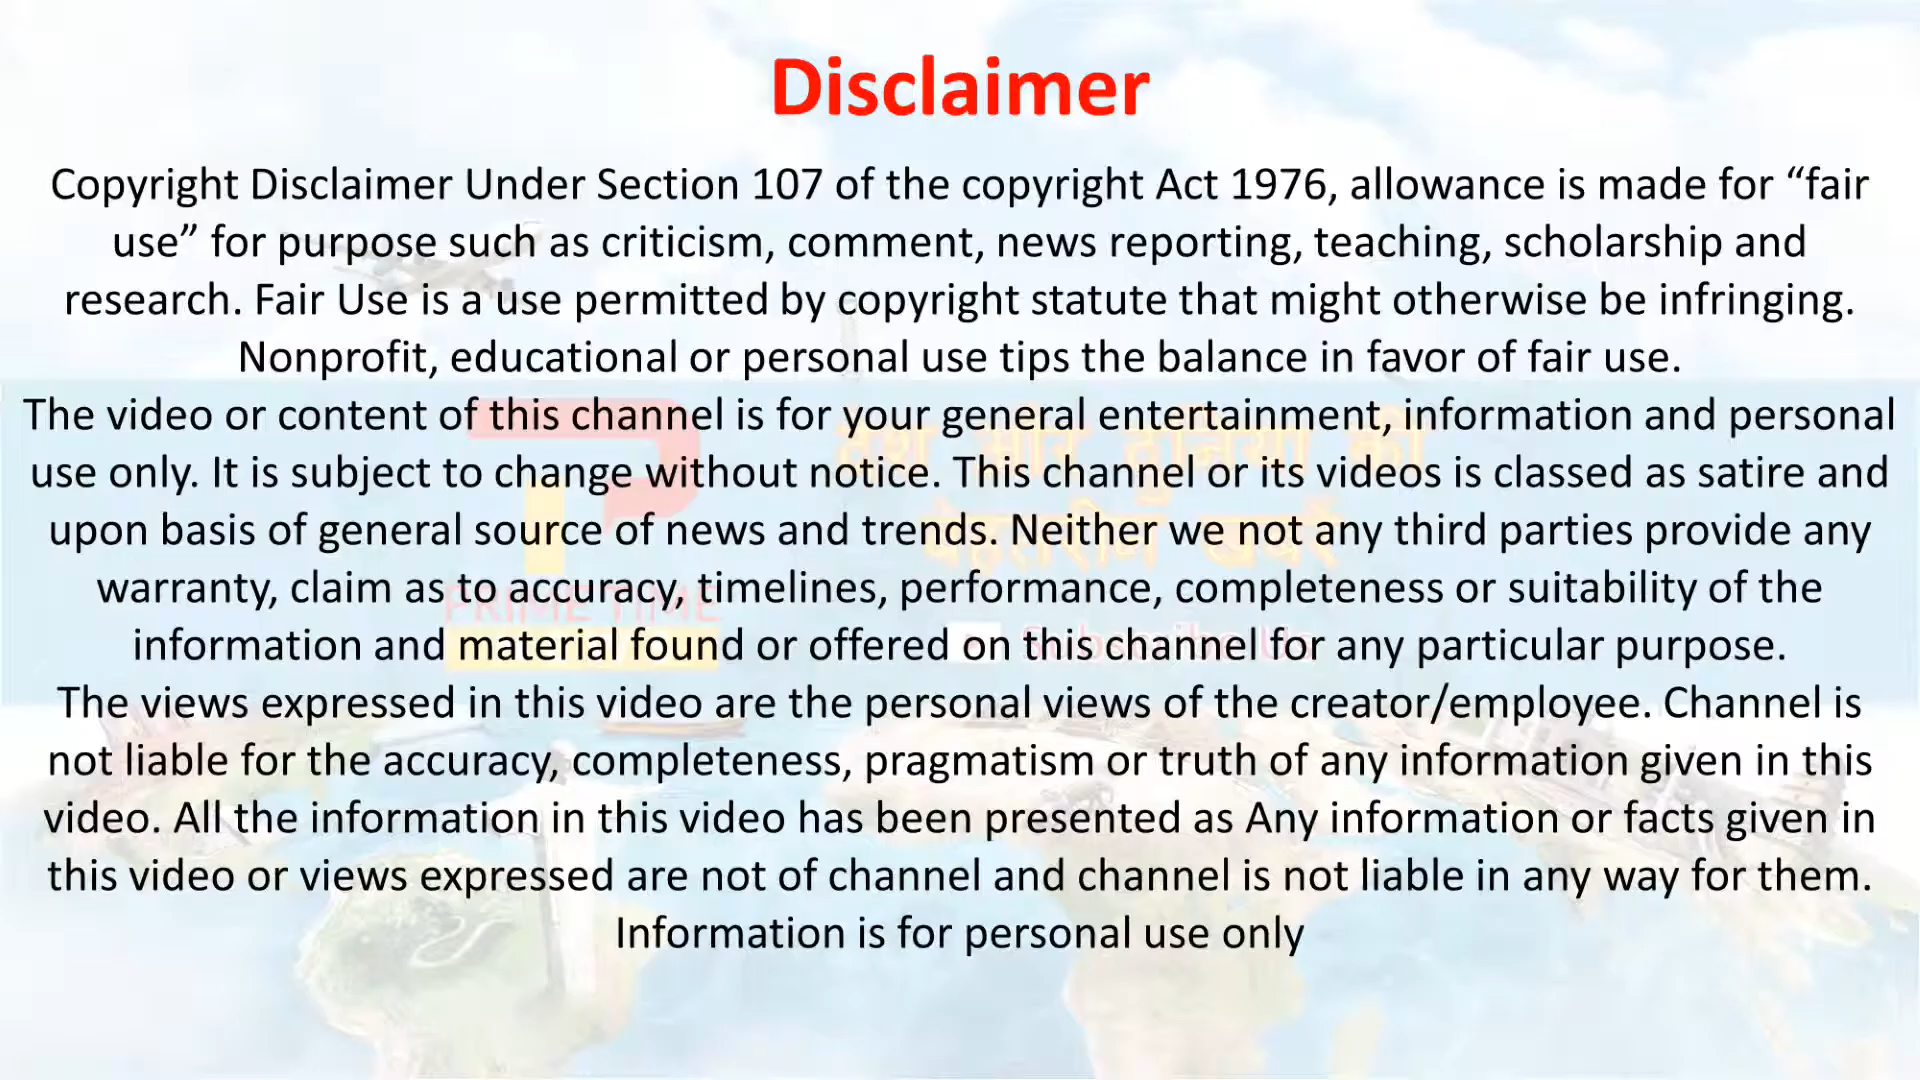 Disclaimer
Copyright Disclaimer Under Section 107 of the copyright Act 1976, allowance is made for “fair
use” for purpose such as criticism, comment, news reporting, teaching, scholarship and
research. Fair Use is a use permitted by copyright statute that might otherwise be infringing.
Nonprofit, educational or personal use tips the balance in favor of fair use.
The video or content of this channel is for your general entertainment, information and personal
use only. It is subject to change without notice. This channel or its videos is classed as satire and
upon basis of general source of news and trends. Neither we not any third parties provide any
warranty, claim as to accuracy, timelines, performance, completeness or suitability of the
information and material found or offered on this channel for any particular purpose.
The views expressed in this video are the personal views of the creator/employee. Channel is
not liable for the accuracy, completeness, pragmatism or truth of any information given in this
video. All the information in this video has been presented as Any information or facts given in
this video or views expressed are not of channel and channel is not liable in any way for them.
Information is for personal use only
देश और दुनिया की
बेहतरीन खबरें
PRIME TIME
Subscribe Us